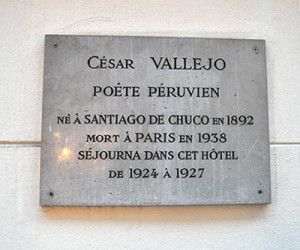 CÉSAR VALLEJO
POÊTE PÉRUVIEN
NÉ À SANTIAGO DE CHUCO EN 1892
MORT À PARIS EN 1938
SÉJOURNA DANS CET HÔTEL
DE 1924 À 1927